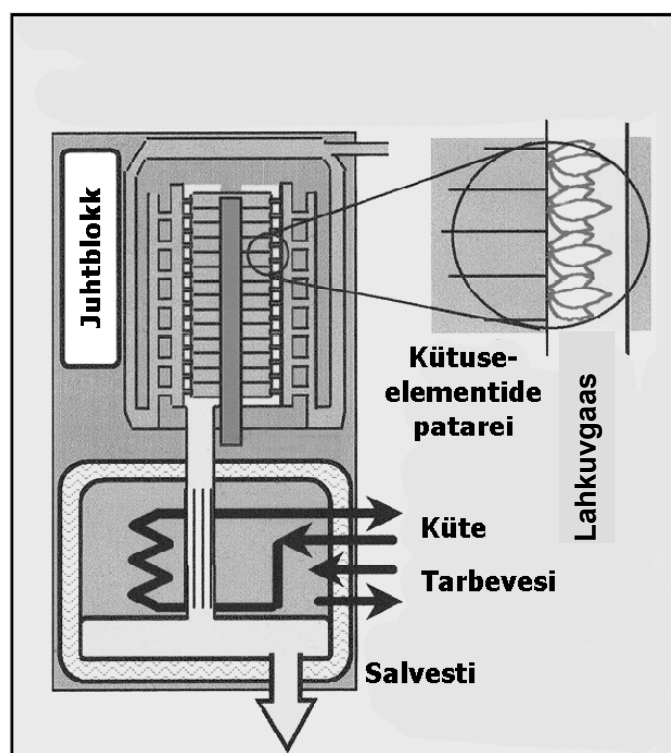 Juhtblokk
Kütuse-
elementide
patarei
Lahkuvgaas
Küte
Tarbevesi
Salvesti